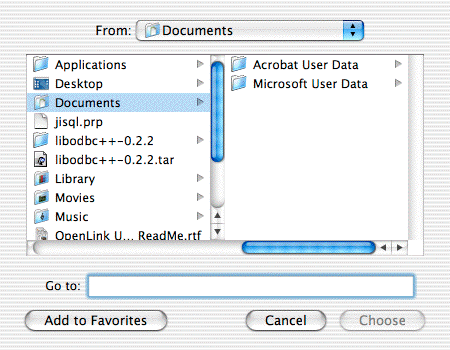 From: Documents
Applications
Desktop
Documents
jisql.prp
libodbc++-0.2.2
libodbc++-0.2.2.tar
Library
Movies
Music
OpenLink U... ReadMe.rtf
Acrobat User Data
Microsoft User Data
Go to:
Add to Favorites
Cancel
Choose